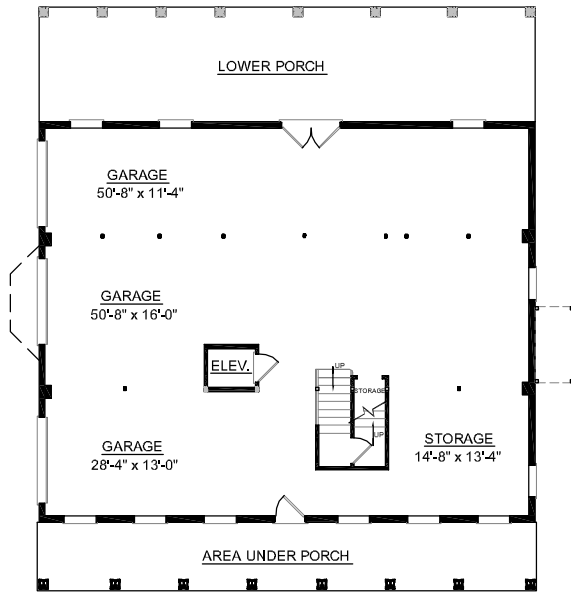 LOWER PORCH
GARAGE
50'-8" x 11'-4"
GARAGE
50'-8" x 16'-0"
ELEV.
UP
STORAGE
UP
GARAGE
28'-4" x 13'-0"
STORAGE
14'-8" x 13'-4"
AREA UNDER PORCH